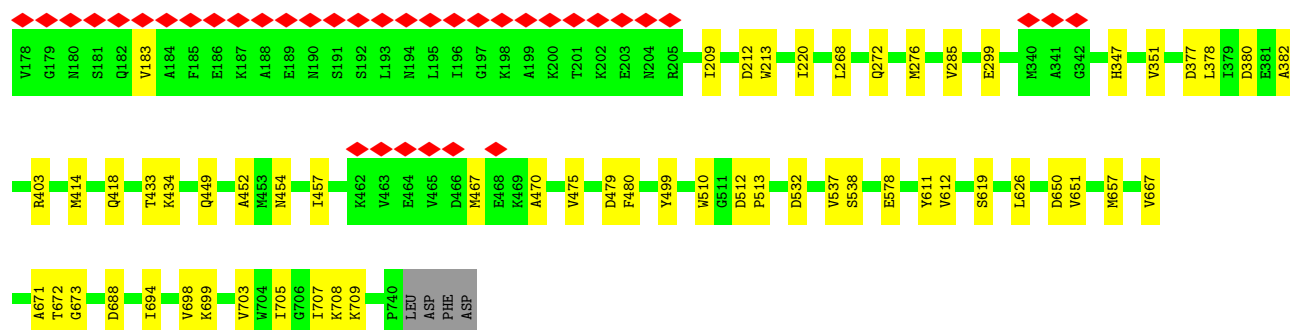 V178 G179 N180 S181 Q182 V183 A184 F185 E186 K187 A188 E189 N190 S191 S192 L193 N194 L195 I196 G197 K198 A199 K200 T201 K202 E203 N204 R205 I209 D212 W213 I220 L268 Q272 M276 V285 E299 M340 A341 G342 H347 V351 D377 L378 I379 D380 E381 A382
R403 M414 Q418 T433 K434 Q449 A452 M453 N454 I457 K462 V463 E464 V465 D466 M467 E468 K469 A470 V475 D479 F480 Y499 W510 G511 D512 P513 D532 V537 S538 E578 Y611 V612 S619 L626 D650 V651 M657 V667
A671 T672 G673 D688 I694 V698 K699 V703 W704 I705 G706 I707 K708 K709 P740 LEU ASP PHE ASP